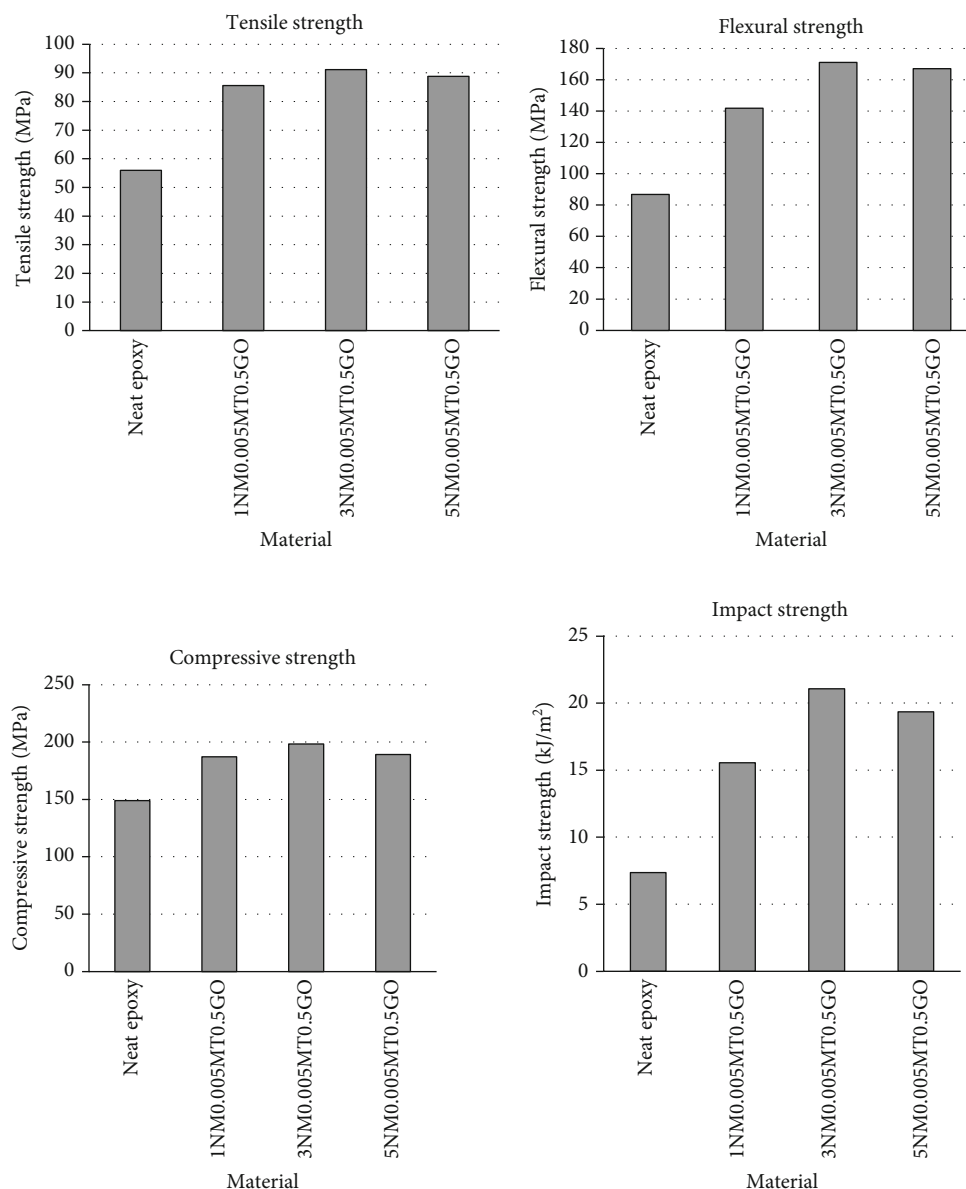 Tensile strength
100
90
80
70
60
50
40
30
20
10
0
Tensile strength (MPa)
Neat epoxy
1NM0.005MT0.5GO
3NM0.005MT0.5GO
5NM0.005MT0.5GO
Material
Flexural strength
180
160
140
120
100
80
60
40
20
0
Flexural strength (MPa)
Neat epoxy
1NM0.005MT0.5GO
3NM0.005MT0.5GO
5NM0.005MT0.5GO
Material
Compressive strength
250
200
150
100
50
0
Compressive strength (MPa)
Neat epoxy
1NM0.005MT0.5GO
3NM0.005MT0.5GO
5NM0.005MT0.5GO
Material
Impact strength
25
20
15
10
5
0
Impact strength (kJ/m²)
Neat epoxy
1NM0.005MT0.5GO
3NM0.005MT0.5GO
5NM0.005MT0.5GO
Material